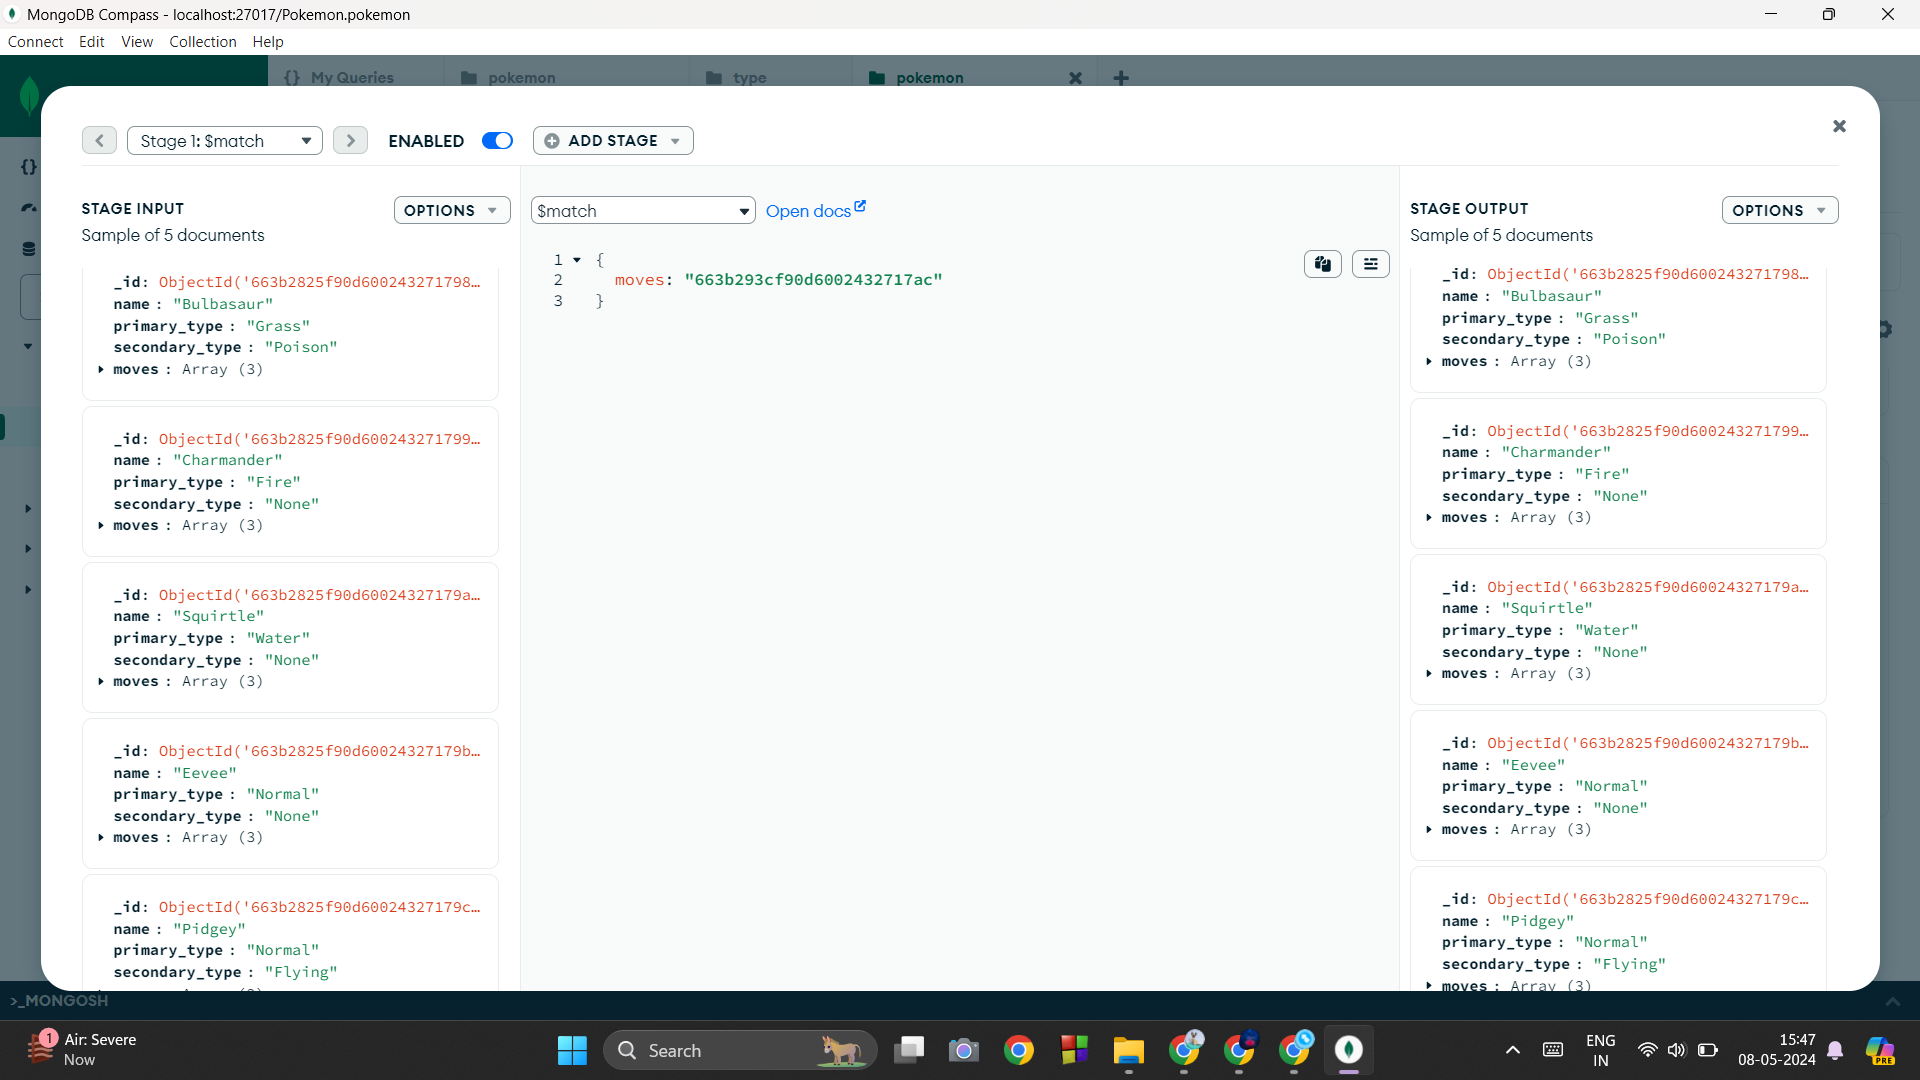 MongoDB Compass - localhost:27017/Pokemon.pokemon
Connect Edit View Collection Help
{} My Queries pokemon type pokemon
Stage 1: $match ENABLED ADD STAGE
STAGE INPUT OPTIONS
Sample of 5 documents
_id: ObjectId('663b2825f90d600243271798…
name : "Bulbasaur"
primary_type : "Grass"
secondary_type : "Poison"
moves : Array (3)
_id: ObjectId('663b2825f90d600243271799…
name : "Charmander"
primary_type : "Fire"
secondary_type : "None"
moves : Array (3)
_id: ObjectId('663b2825f90d60024327179a…
name : "Squirtle"
primary_type : "Water"
secondary_type : "None"
moves : Array (3)
_id: ObjectId('663b2825f90d60024327179b…
name : "Eevee"
primary_type : "Normal"
secondary_type : "None"
moves : Array (3)
_id: ObjectId('663b2825f90d60024327179c…
name : "Pidgey"
primary_type : "Normal"
secondary_type : "Flying"
$match Open docs
1 {
2 moves: "663b293cf90d6002432717ac"
3 }
STAGE OUTPUT OPTIONS
Sample of 5 documents
_id: ObjectId('663b2825f90d600243271798…
name : "Bulbasaur"
primary_type : "Grass"
secondary_type : "Poison"
moves : Array (3)
_id: ObjectId('663b2825f90d600243271799…
name : "Charmander"
primary_type : "Fire"
secondary_type : "None"
moves : Array (3)
_id: ObjectId('663b2825f90d60024327179a…
name : "Squirtle"
primary_type : "Water"
secondary_type : "None"
moves : Array (3)
_id: ObjectId('663b2825f90d60024327179b…
name : "Eevee"
primary_type : "Normal"
secondary_type : "None"
moves : Array (3)
_id: ObjectId('663b2825f90d60024327179c…
name : "Pidgey"
primary_type : "Normal"
secondary_type : "Flying"
moves : Array (3)
>_MONGOSH
1 Air: Severe
Now
Search
ENG
IN
15:47
08-05-2024
PRE